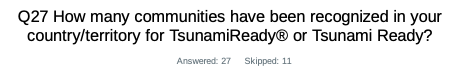 Q27 How many communities have been recognized in your
country/territory for TsunamiReady® or Tsunami Ready?
Answered: 27 Skipped: 11